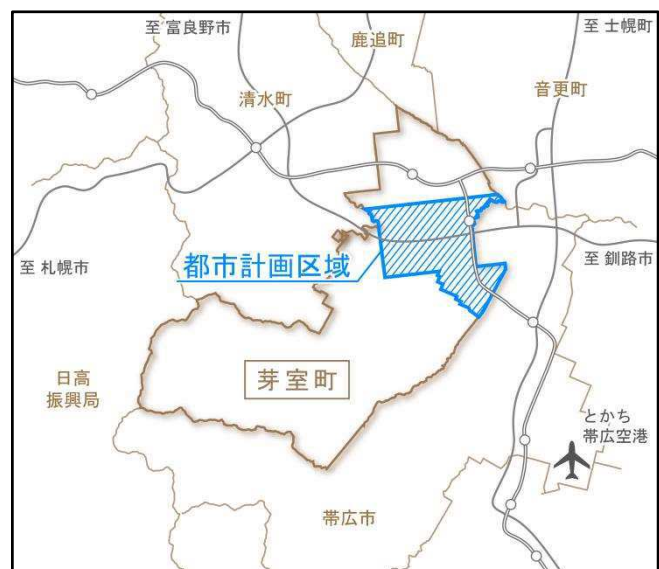 至 富良野市
鹿追町
至 士幌町
清水町
音更町
至 札幌市
都市計画区域
至 釧路市
芽室町
日高
振興局
とかち
帯広空港
帯広市